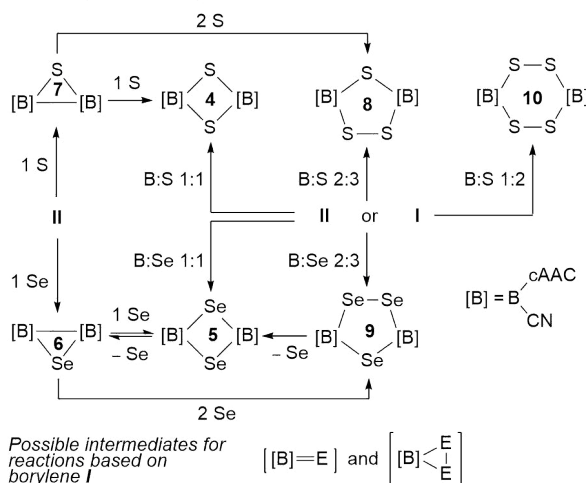 2 S
S
7
[B] [B]
1 S
S
[B] 4 [B]
S
S
[B] 8 [B]
S—S
S—S
[B] 10 [B]
S—S
1 S
B:S 1:1
B:S 2:3
B:S 1:2
II
II or I
1 Se
B:Se 1:1
B:Se 2:3
[B] = B
cAAC
CN
[B] 6 [B]
Se
1 Se
– Se
Se
[B] 5 [B]
Se
– Se
Se—Se
9
[B] [B]
Se
2 Se
Possible intermediates for
reactions based on
borylene I
[ [B]=E ] and [ [B] E E ]